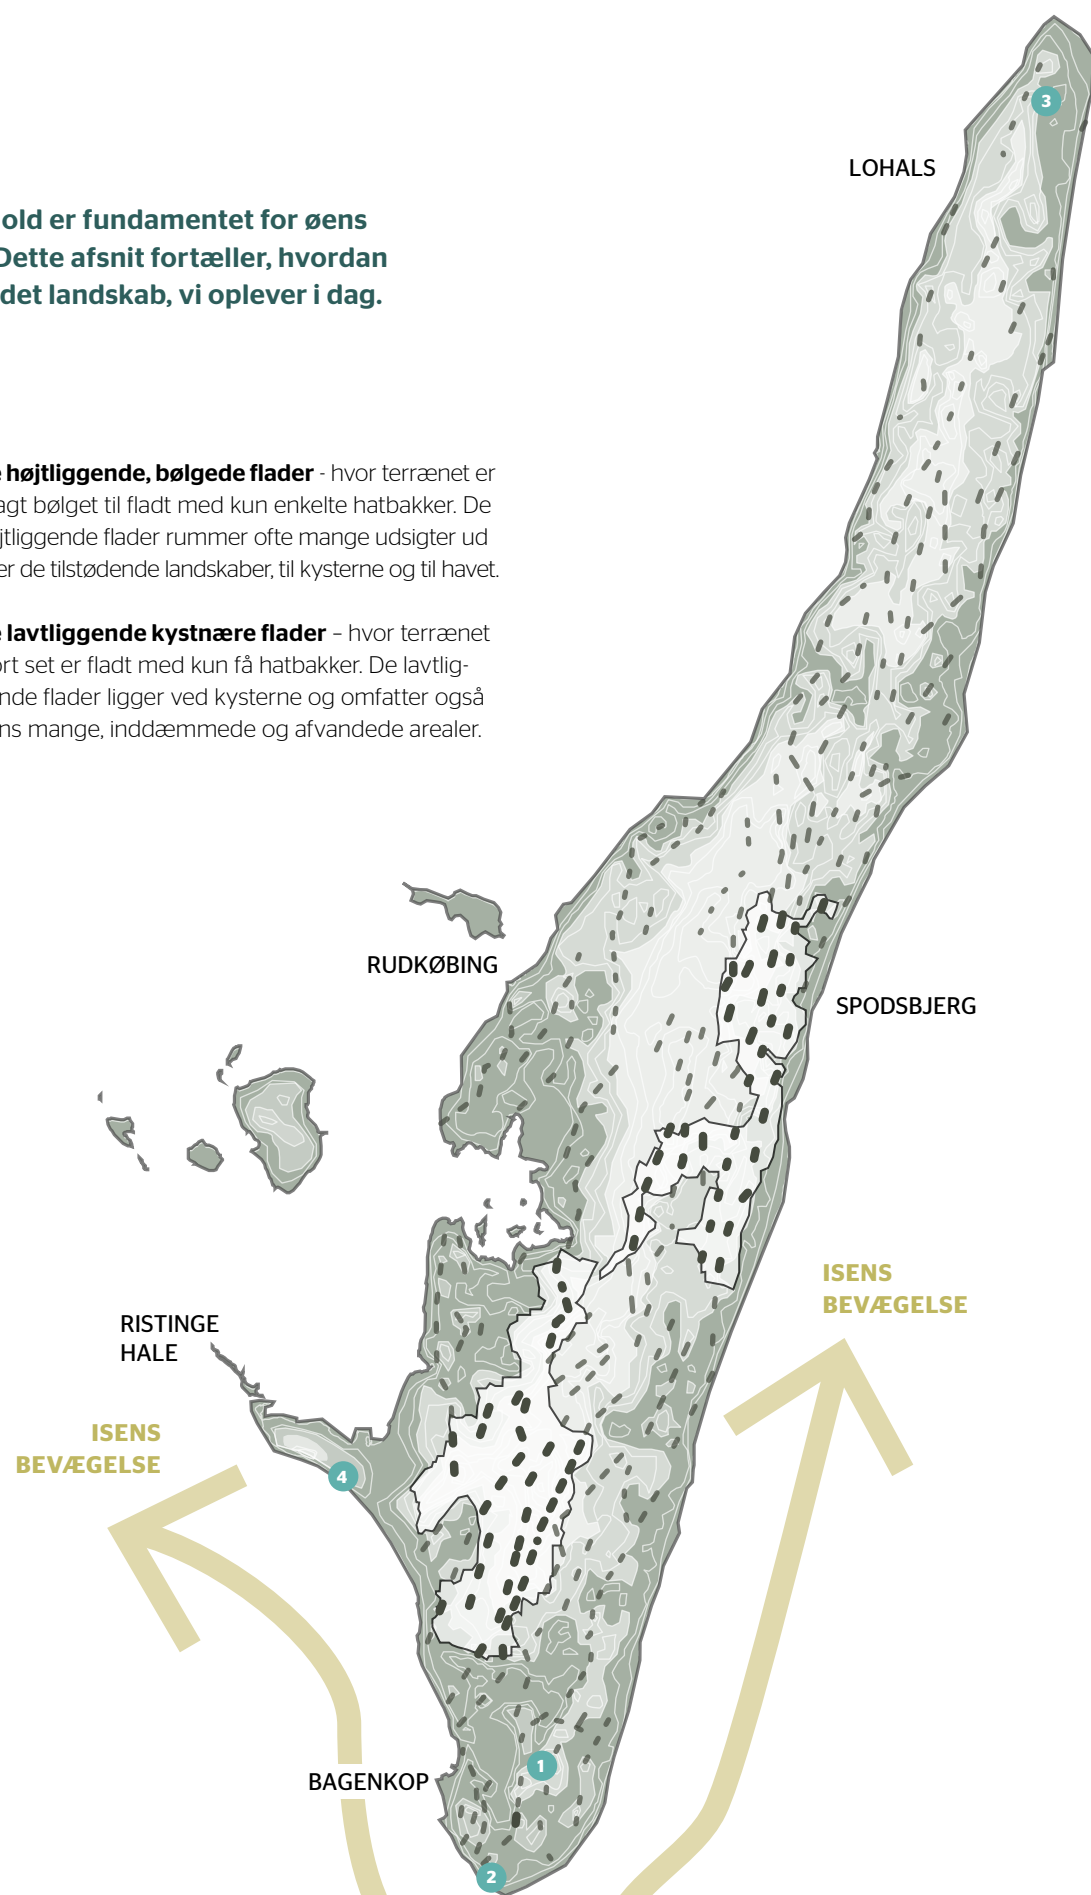 old er fundamentet for øens
Dette afsnit fortæller, hvordan
det landskab, vi oplever i dag.
højtliggende, bølgede flader - hvor terrænet er
agt bølget til fladt med kun enkelte hatbakker. De
jtliggende flader rummer ofte mange udsigter ud
er de tilstødende landskaber, til kysterne og til havet.
lavtliggende kystnære flader – hvor terrænet
ort set er fladt med kun få hatbakker. De lavtlig-
nde flader ligger ved kysterne og omfatter også
ns mange, inddæmmede og afvandede arealer.
3
LOHALS
RUDKØBING
SPODSBJERG
ISENS
BEVÆGELSE
RISTINGE
HALE
ISENS
BEVÆGELSE
4
1
BAGENKOP
2